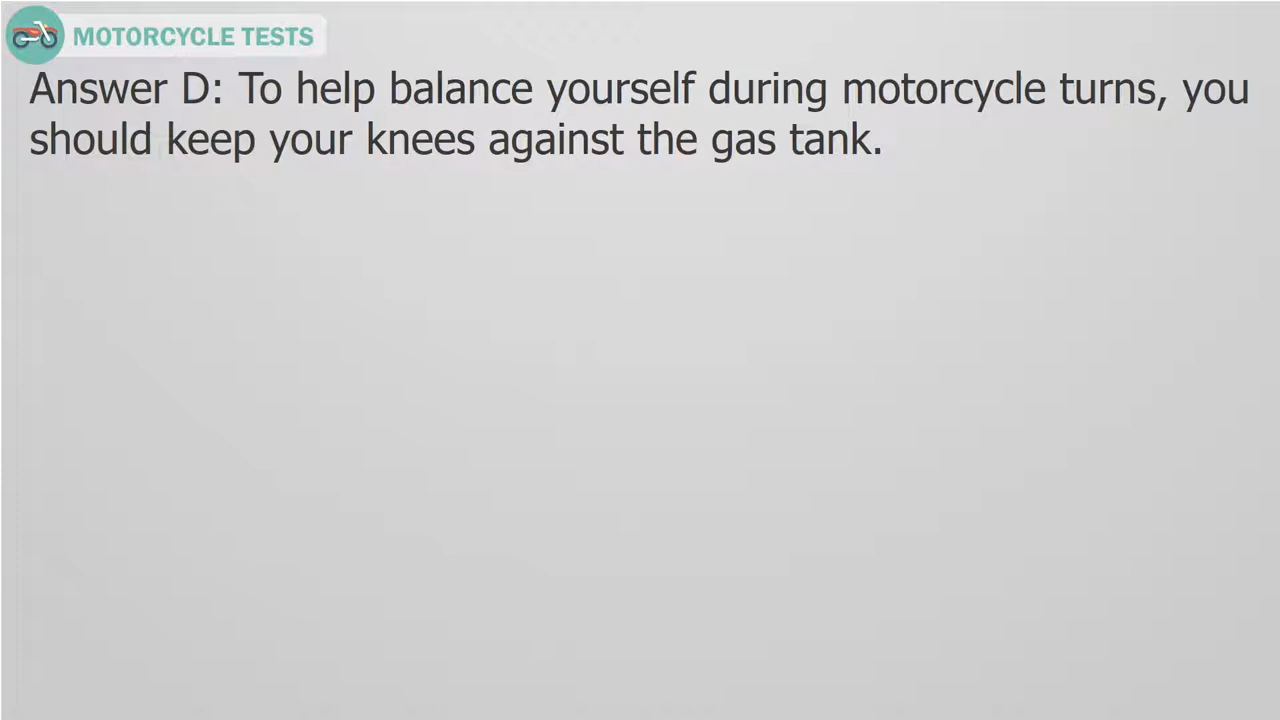 MOTORCYCLE TESTS
Answer D: To help balance yourself during motorcycle turns, you
should keep your knees against the gas tank.